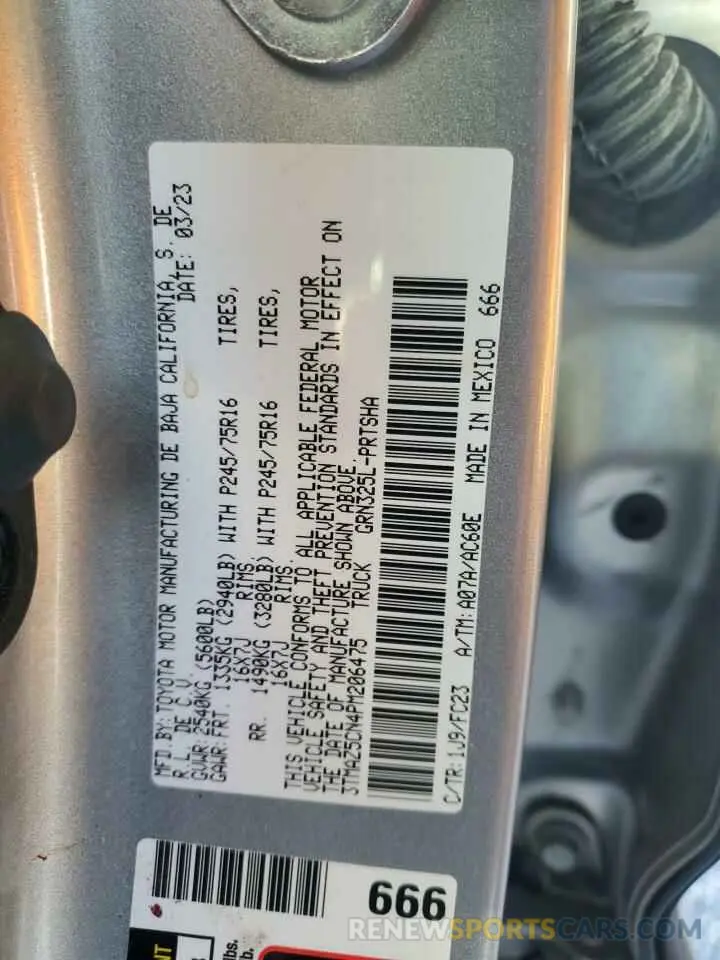 MFD.BY: TOYOTA MOTOR MANUFACTURING DE BAJA CALIFORNIA, S. DE
R.L. DE C.V. DATE: 03/23
GVWR: 2540KG (5600LB)
GAWR: FRT. 1335KG (2940LB) WITH P245/75R16 TIRES,
16X7J RIMS
RR. 1490KG (3280LB) WITH P245/75R16 TIRES,
16X7J RIMS.
THIS VEHICLE CONFORMS TO ALL APPLICABLE FEDERAL MOTOR
VEHICLE SAFETY AND THEFT PREVENTION STANDARDS IN EFFECT ON
THE DATE OF MANUFACTURE SHOWN ABOVE.
3TMAZ5CN4PM206475 TRUCK GRN325L-PRTSHA
C/TR: 1J9/FC23 A/TM: A07A/AC60E MADE IN MEXICO 666
666
lbs.
RENEWSPORTSCARS.COM